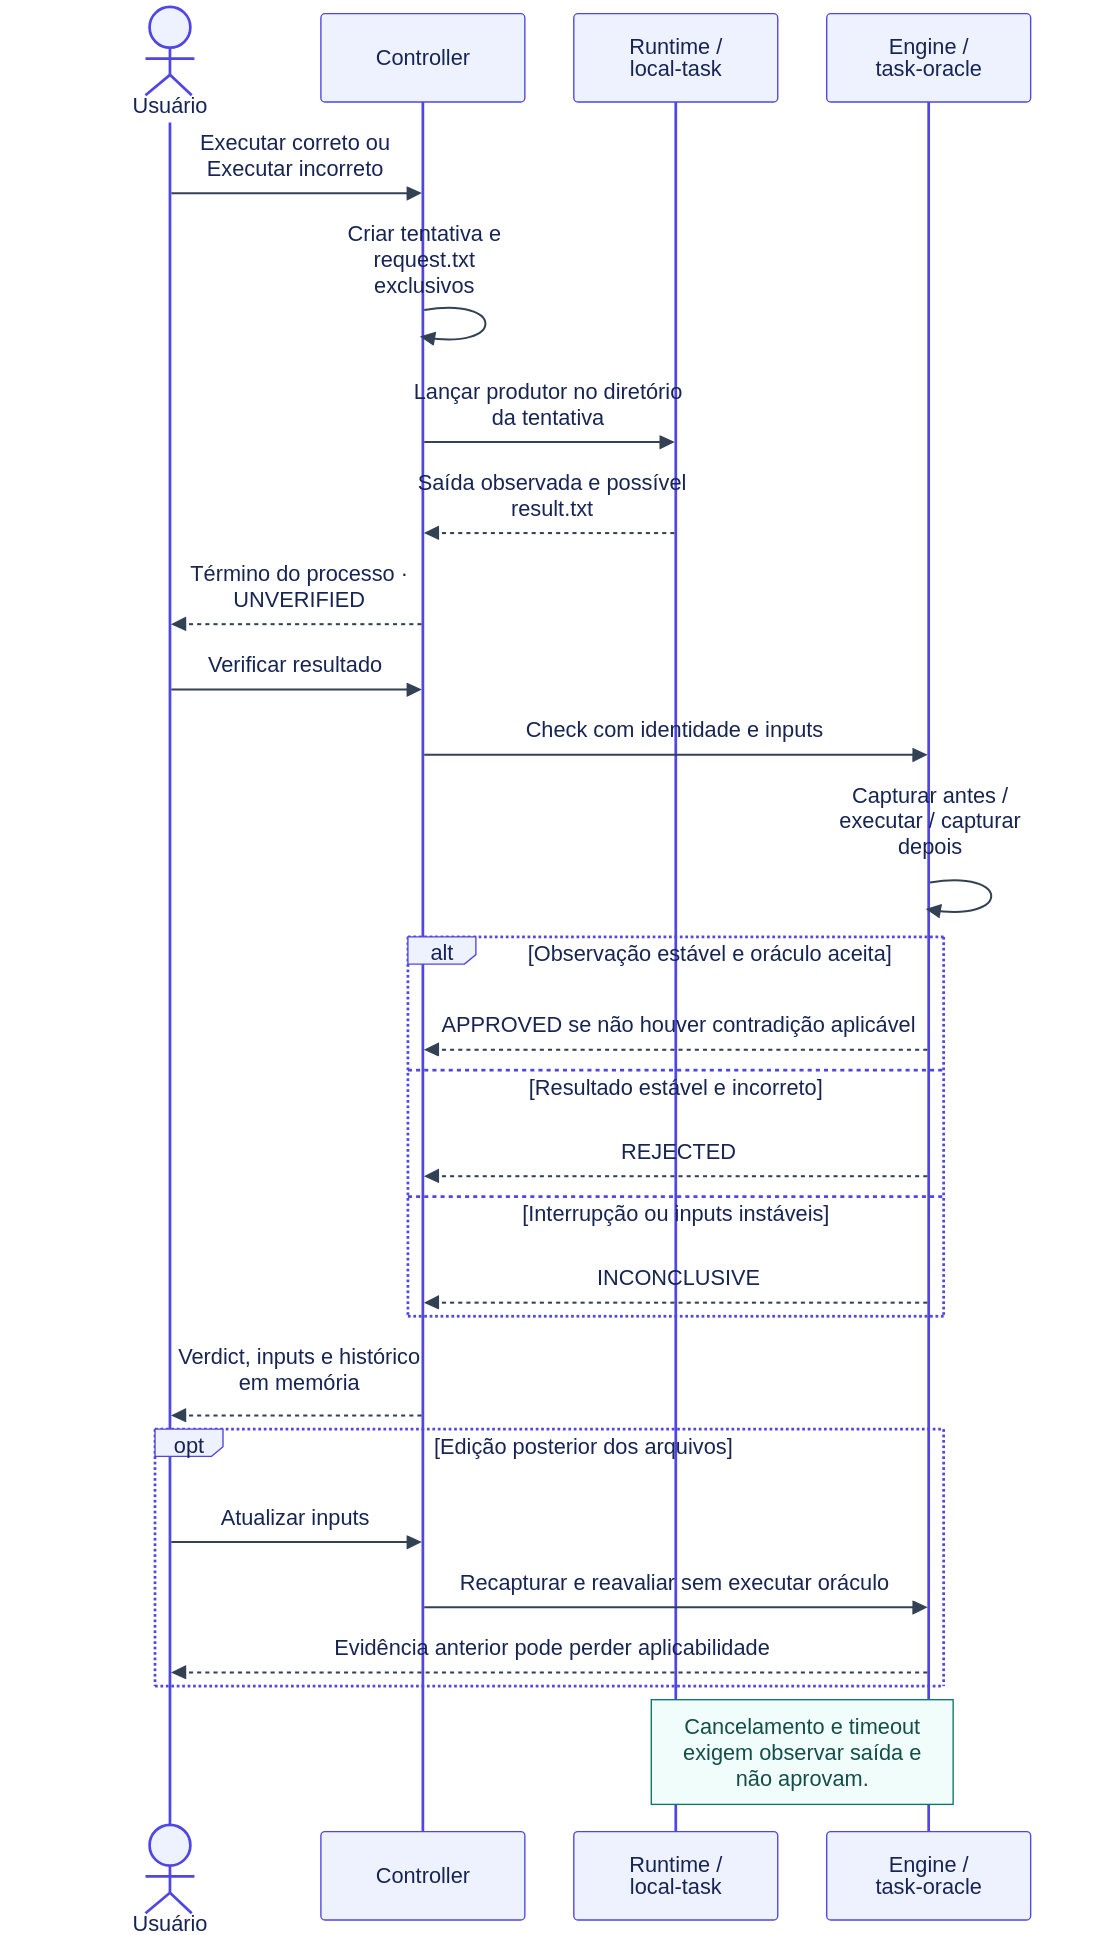 Usuário
Controller
Runtime /
local-task
Engine /
task-oracle
Executar correto ou
Executar incorreto
Criar tentativa e
request.txt
exclusivos
Lançar produtor no diretório
da tentativa
Saída observada e possível
result.txt
Término do processo ·
UNVERIFIED
Verificar resultado
Check com identidade e inputs
Capturar antes /
executar / capturar
depois
alt
[Observação estável e oráculo aceita]
APPROVED se não houver contradição aplicável
[Resultado estável e incorreto]
REJECTED
[Interrupção ou inputs instáveis]
INCONCLUSIVE
Verdict, inputs e histórico
em memória
opt
[Edição posterior dos arquivos]
Atualizar inputs
Recapturar e reavaliar sem executar oráculo
Evidência anterior pode perder aplicabilidade
Cancelamento e timeout
exigem observar saída e
não aprovam.
Usuário
Controller
Runtime /
local-task
Engine /
task-oracle